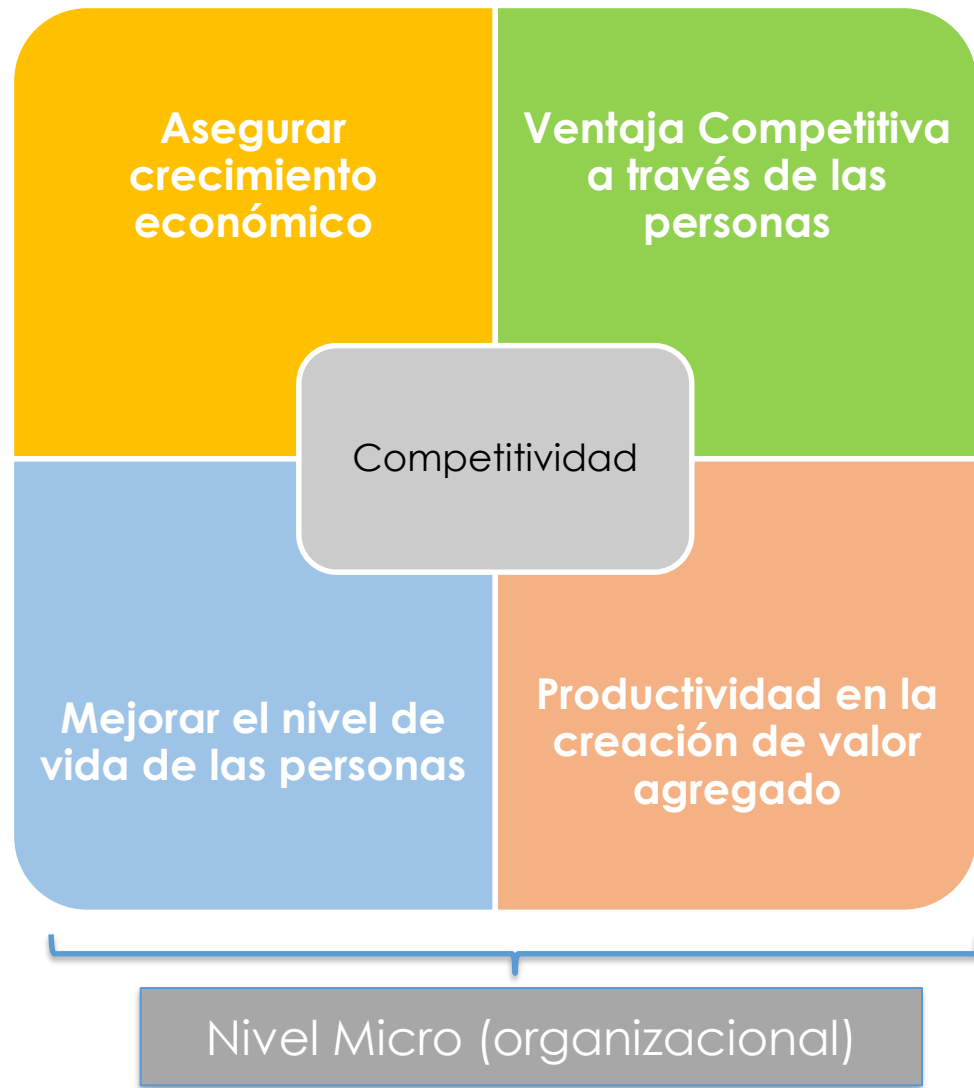 Asegurar
crecimiento
económico
Ventaja Competitiva
a través de las
personas
Competitividad
Mejorar el nivel de
vida de las personas
Productividad en la
creación de valor
agregado
Nivel Micro (organizacional)